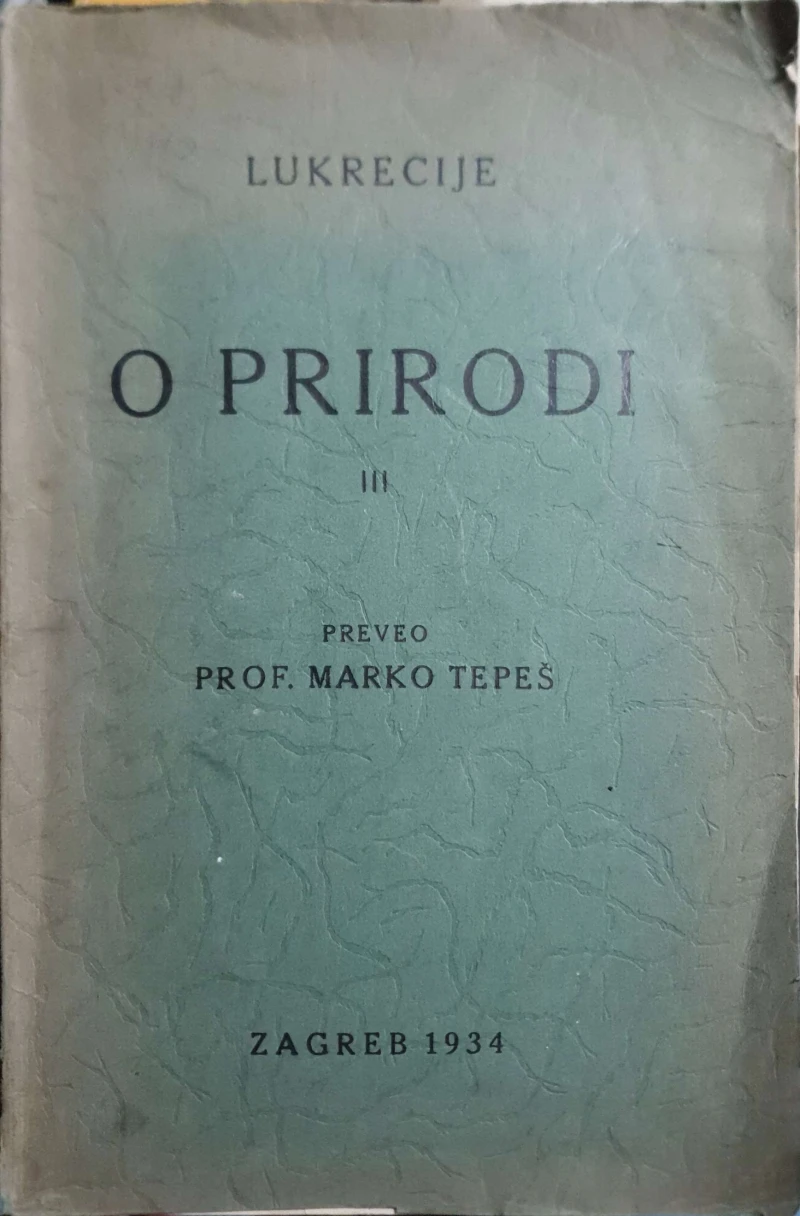 LUKRECIJE
O PRIRODI
III
PREVEO
PROF. MARKO TEPEŠ
ZAGREB 1934